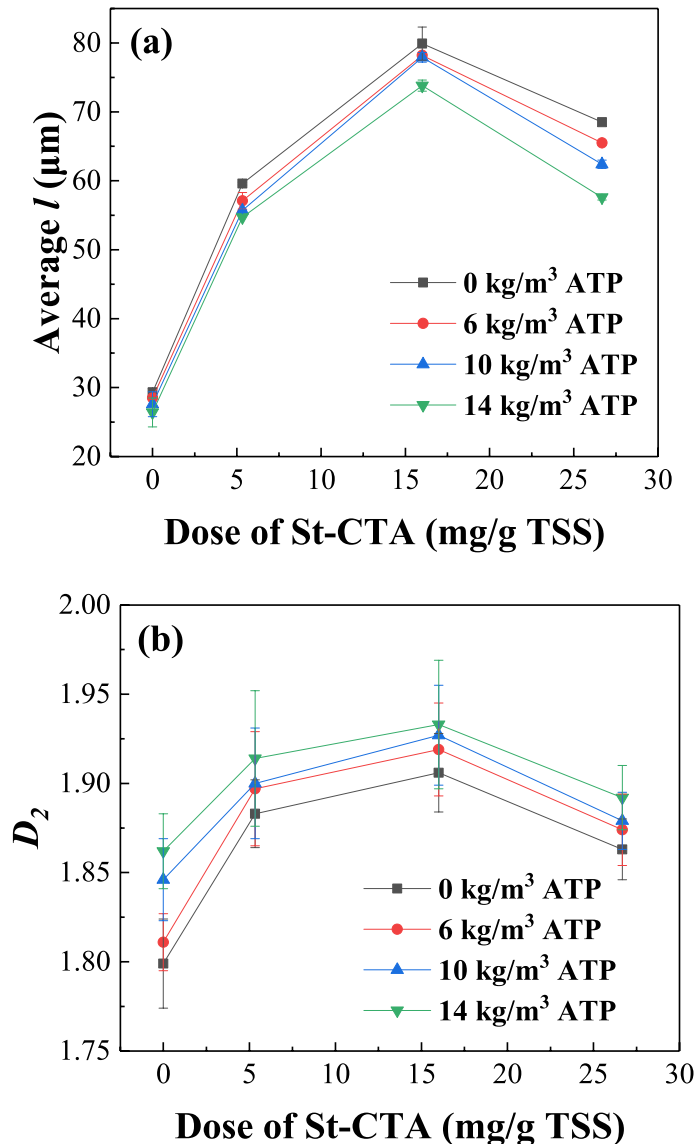 (a)
80
70
60
50
40
30
20
Average l (μm)
0 kg/m³ ATP
6 kg/m³ ATP
10 kg/m³ ATP
14 kg/m³ ATP
0 5 10 15 20 25 30
Dose of St-CTA (mg/g TSS)
(b)
2.00
1.95
1.90
1.85
1.80
1.75
D₂
0 kg/m³ ATP
6 kg/m³ ATP
10 kg/m³ ATP
14 kg/m³ ATP
0 5 10 15 20 25 30
Dose of St-CTA (mg/g TSS)